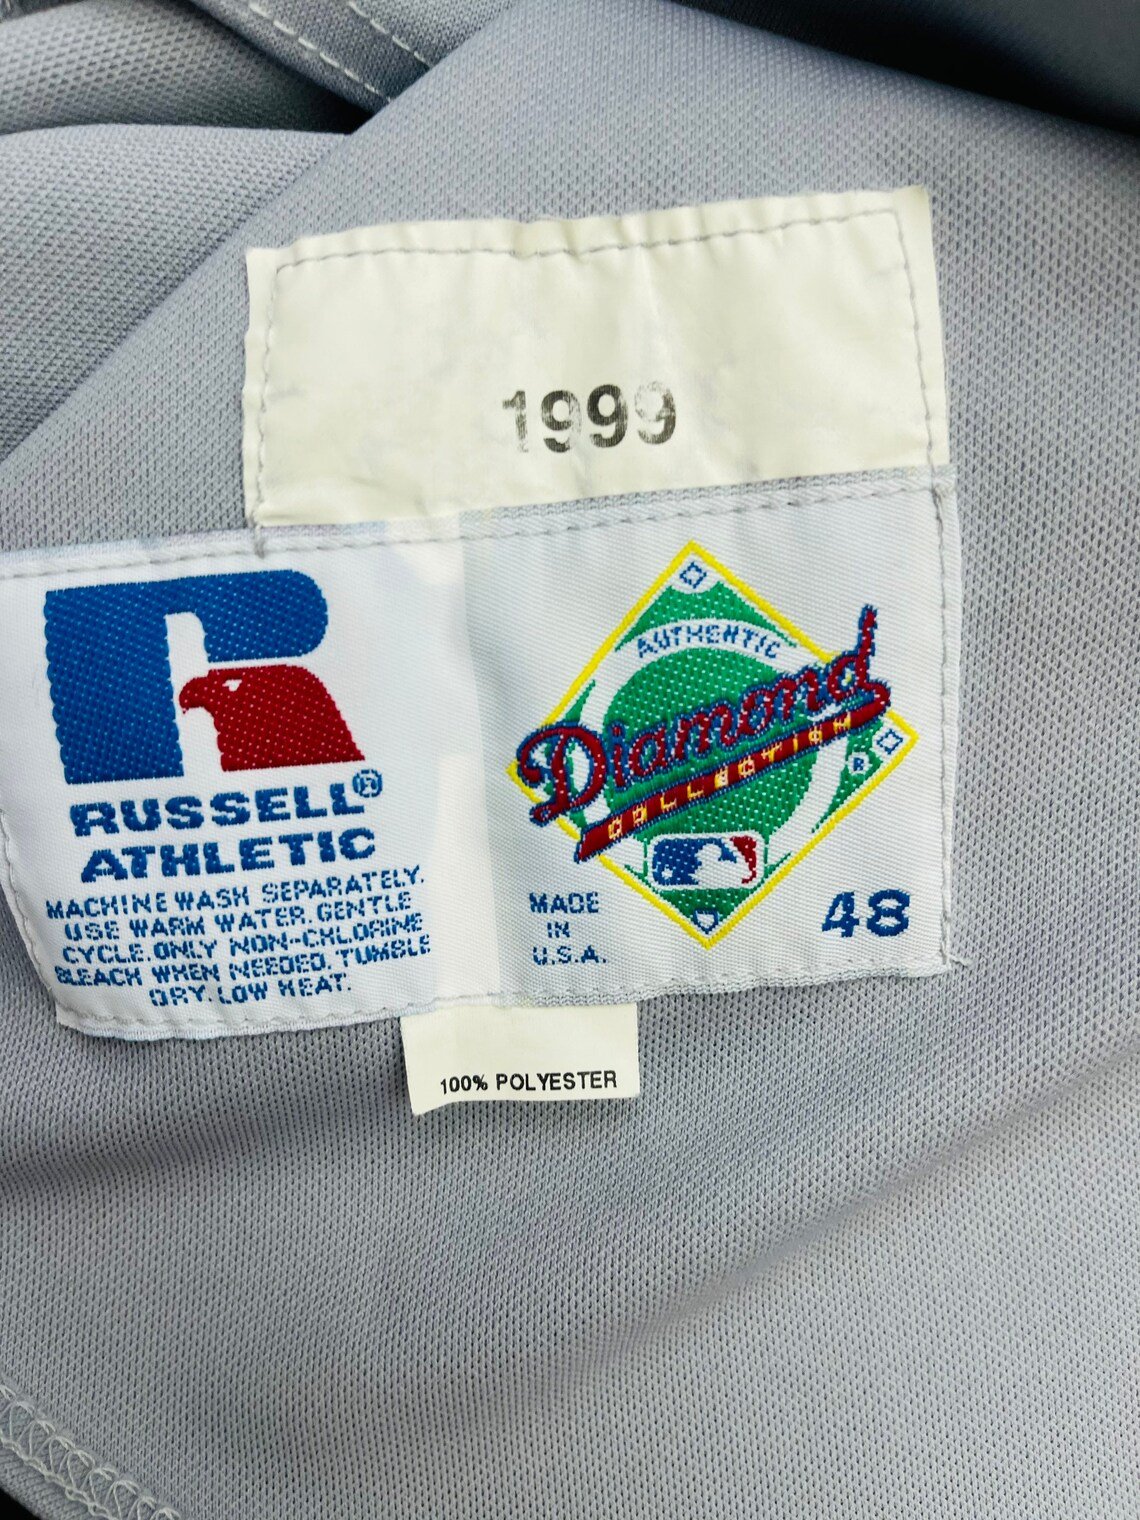 1999
RUSSELL®
ATHLETIC
MACHINE WASH SEPARATELY.
USE WARM WATER. GENTLE
CYCLE. ONLY NON-CHLORINE
BLEACH WHEN NEEDED. TUMBLE
DRY. LOW HEAT.
AUTHENTIC
Diamond
COLLECTION
®
MADE
IN
U.S.A.
48
100% POLYESTER